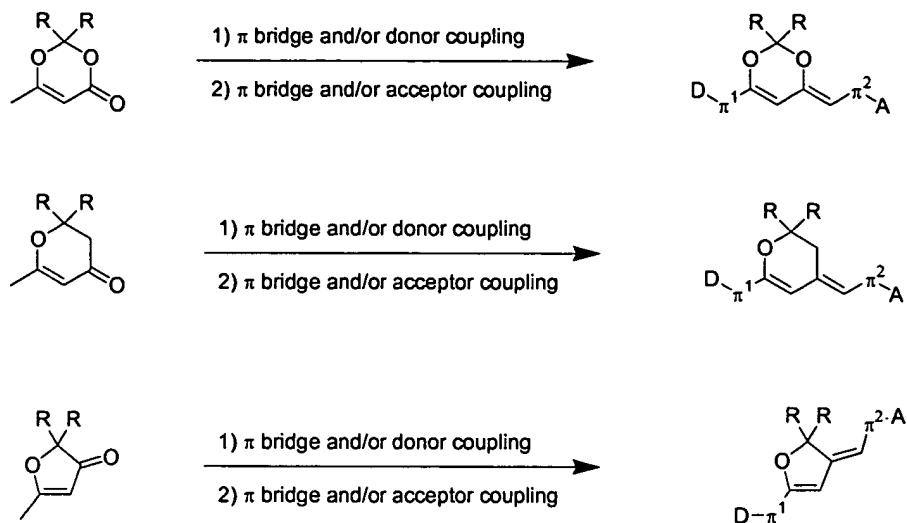 R R
O O
O
1) π bridge and/or donor coupling
2) π bridge and/or acceptor coupling
R R
O O
D π¹ π² A
R R
O
O
1) π bridge and/or donor coupling
2) π bridge and/or acceptor coupling
R R
O
D π¹ π² A
R R
O O
1) π bridge and/or donor coupling
2) π bridge and/or acceptor coupling
R R
π²·A
O
D-π¹